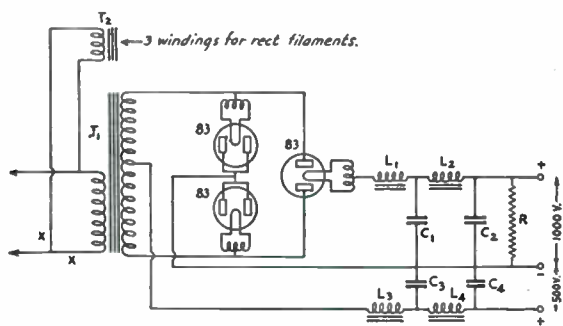 T2
3 windings for rect filaments.
T1
83
83
83
L1
L2
C1
C2
R
+
1000 V.
-
C3
C4
500V.
L3
L4
+
X
X